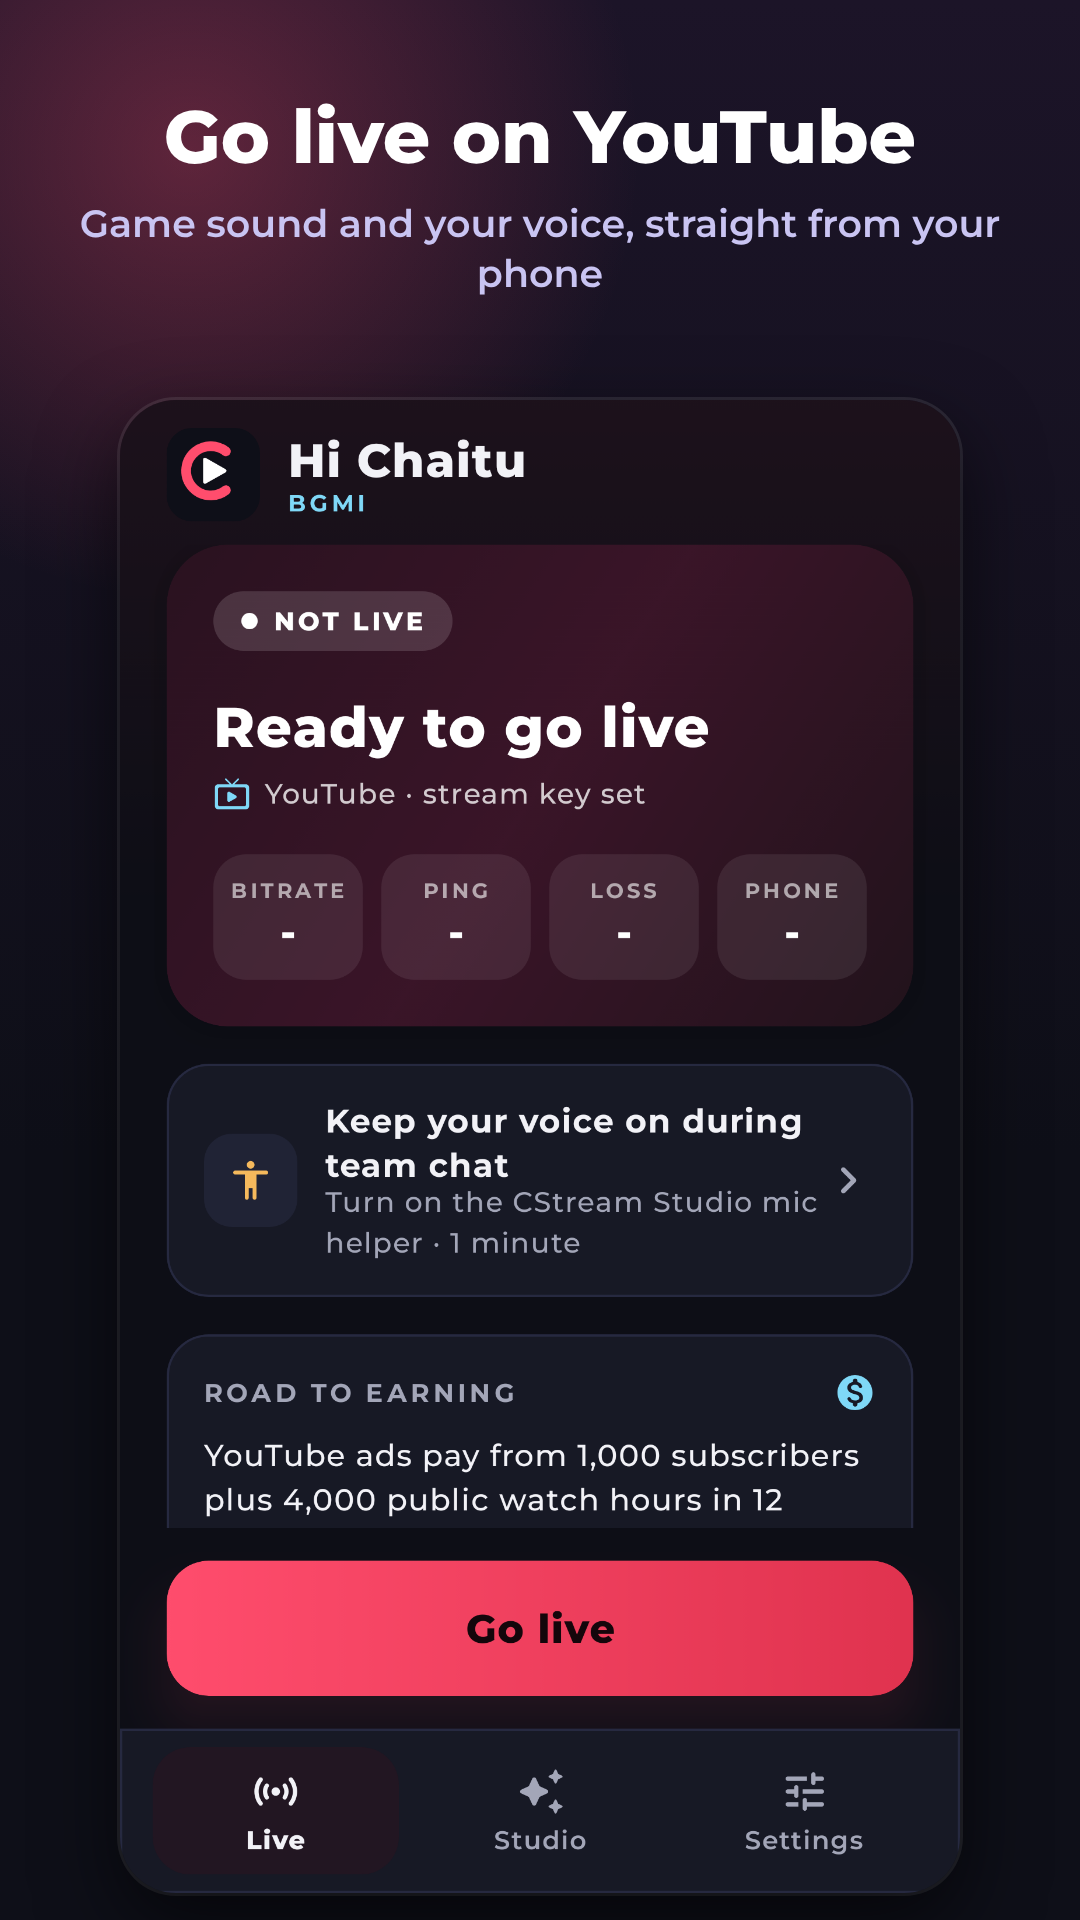 Go live on YouTube
Game sound and your voice, straight from your
phone
Hi Chaitu
BGMI
NOT LIVE
Ready to go live
YouTube · stream key set
BITRATE
-
PING
-
LOSS
-
PHONE
-
Keep your voice on during
team chat
Turn on the CStream Studio mic
helper · 1 minute
ROAD TO EARNING
YouTube ads pay from 1,000 subscribers
plus 4,000 public watch hours in 12
Go live
Live
Studio
Settings